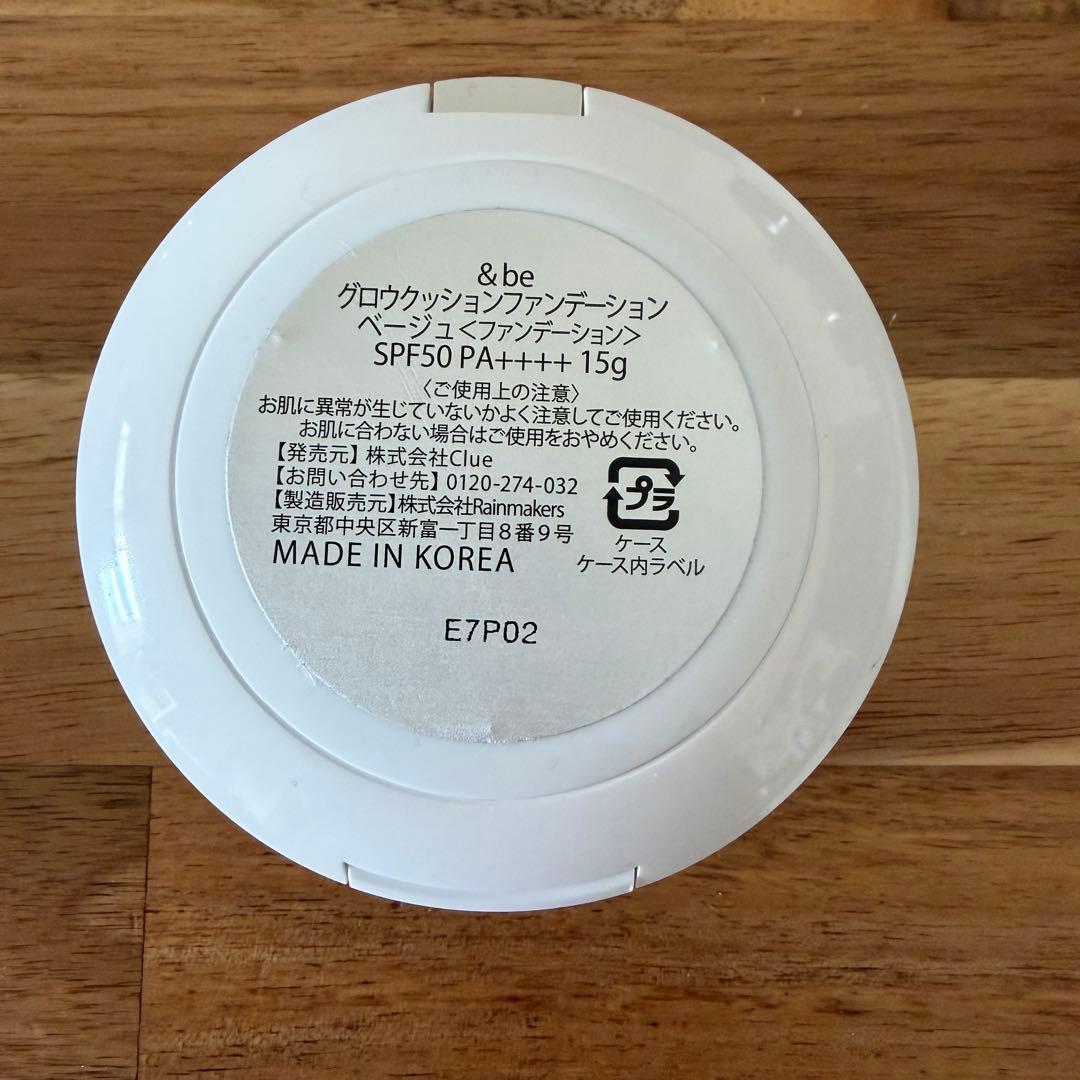 &be
グロウクッションファンデーション
ベージュ<ファンデーション>
SPF50 PA++++ 15g
〈ご使用上の注意〉
お肌に異常が生じていないかよく注意してご使用ください。
お肌に合わない場合はご使用をおやめください。
【発売元】株式会社Clue
【お問い合わせ先】0120-274-032
【製造販売元】株式会社Rainmakers
東京都中央区新富一丁目8番9号
MADE IN KOREA
プラ
ケース
ケース内ラベル
E7P02